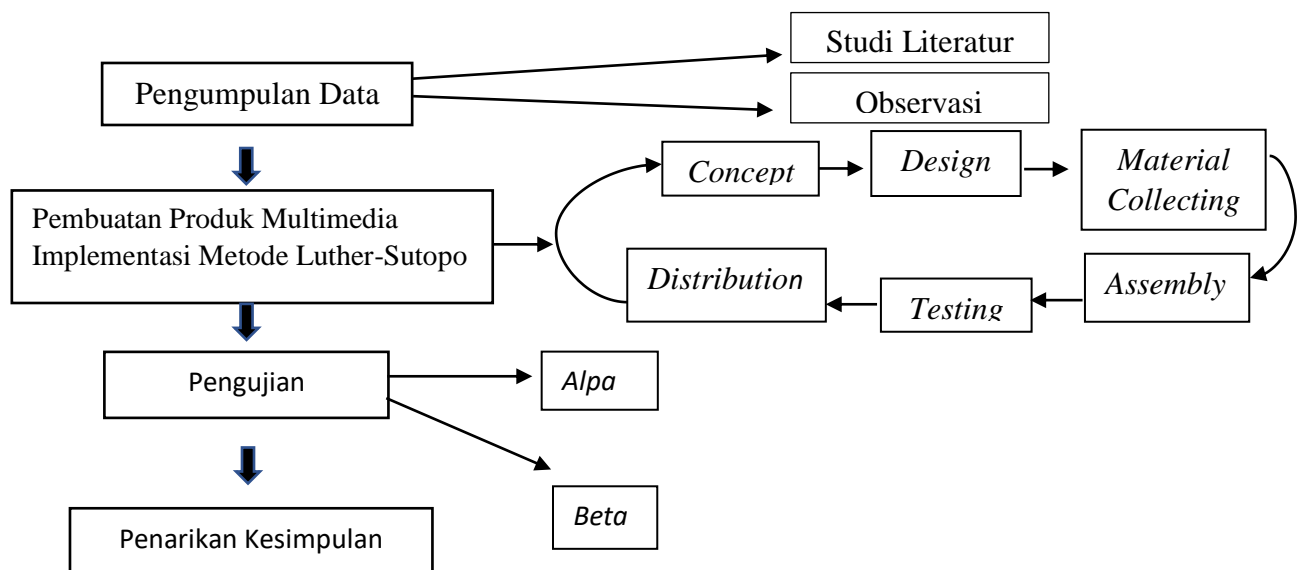 Studi Literatur
Pengumpulan Data
Observasi
Concept
Design
Material
Collecting
Pembuatan Produk Multimedia
Implementasi Metode Luther-Sutopo
Distribution
Testing
Assembly
Pengujian
Alpa
Beta
Penarikan Kesimpulan